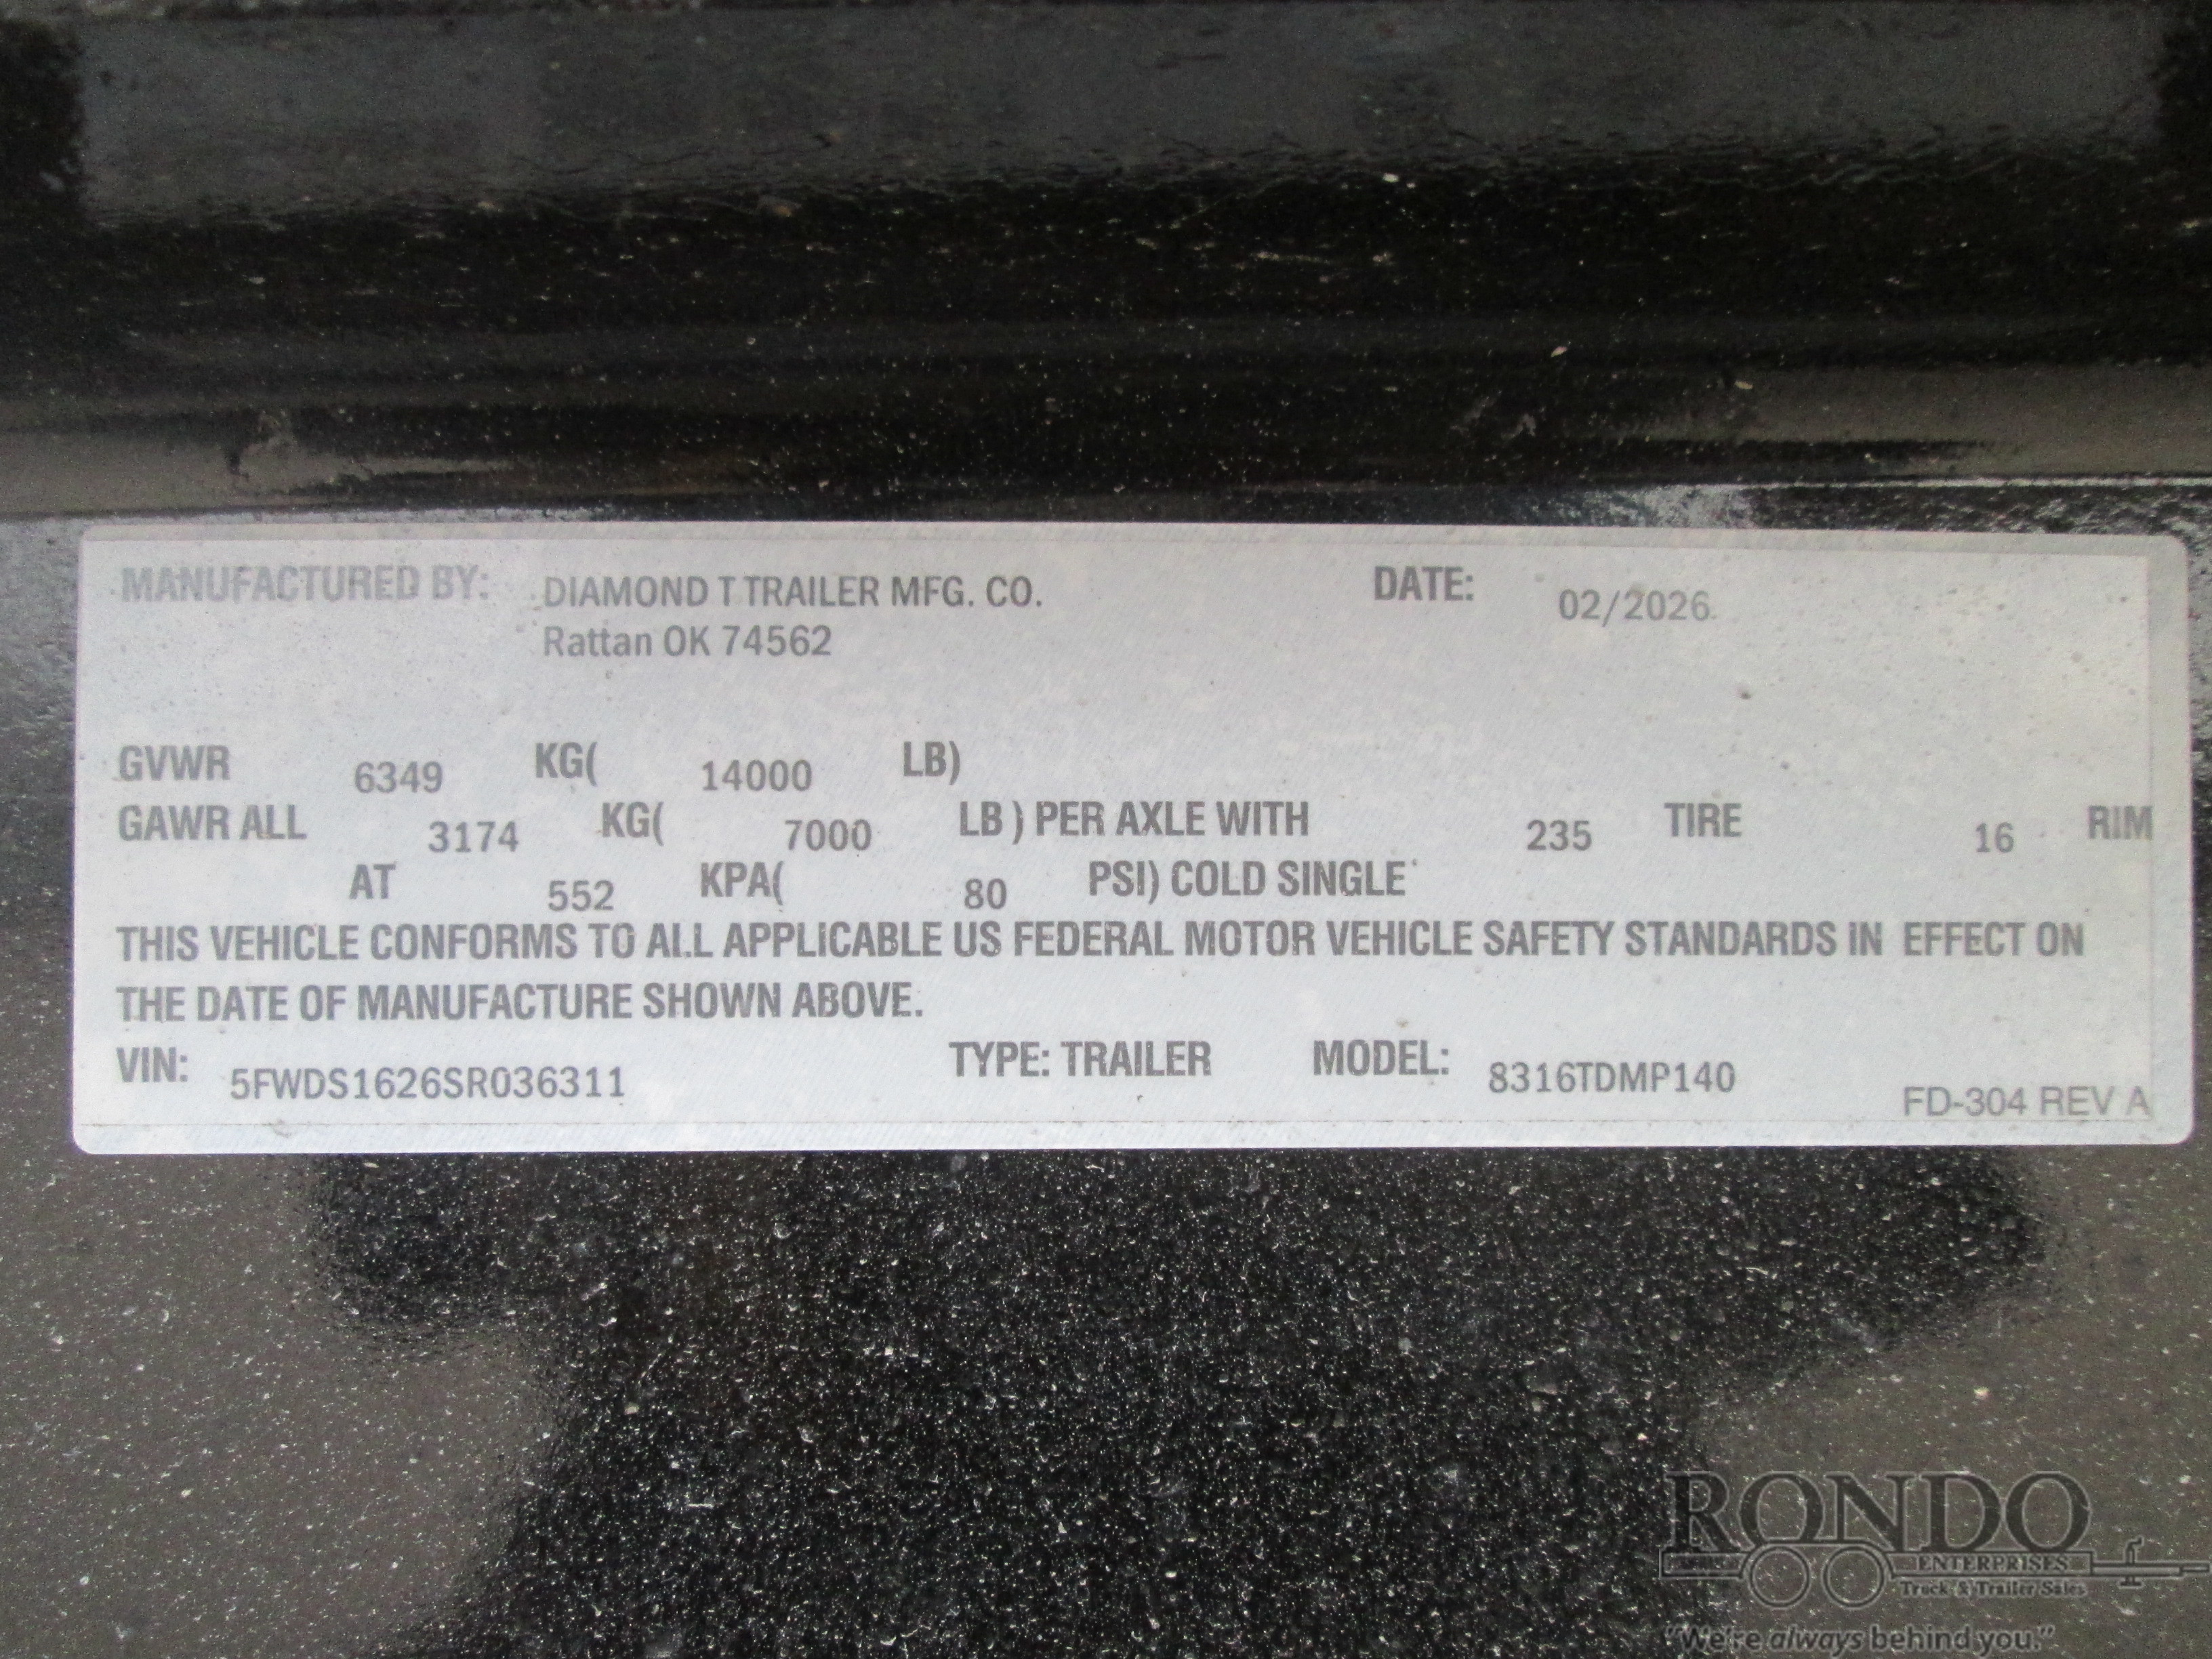 MANUFACTURED BY: DIAMOND T TRAILER MFG. CO. DATE: 02/2026
Rattan OK 74562
GVWR 6349 KG( 14000 LB)
GAWR ALL 3174 KG( 7000 LB ) PER AXLE WITH 235 TIRE 16 RIM
AT 552 KPA( 80 PSI) COLD SINGLE
THIS VEHICLE CONFORMS TO ALL APPLICABLE US FEDERAL MOTOR VEHICLE SAFETY STANDARDS IN EFFECT ON
THE DATE OF MANUFACTURE SHOWN ABOVE.
VIN: 5FWDS1626SR036311 TYPE: TRAILER MODEL: 8316TDMP140
FD-304 REV A
RONDO
ENTERPRISES
Truck & Trailer Sales
"We're always behind you."